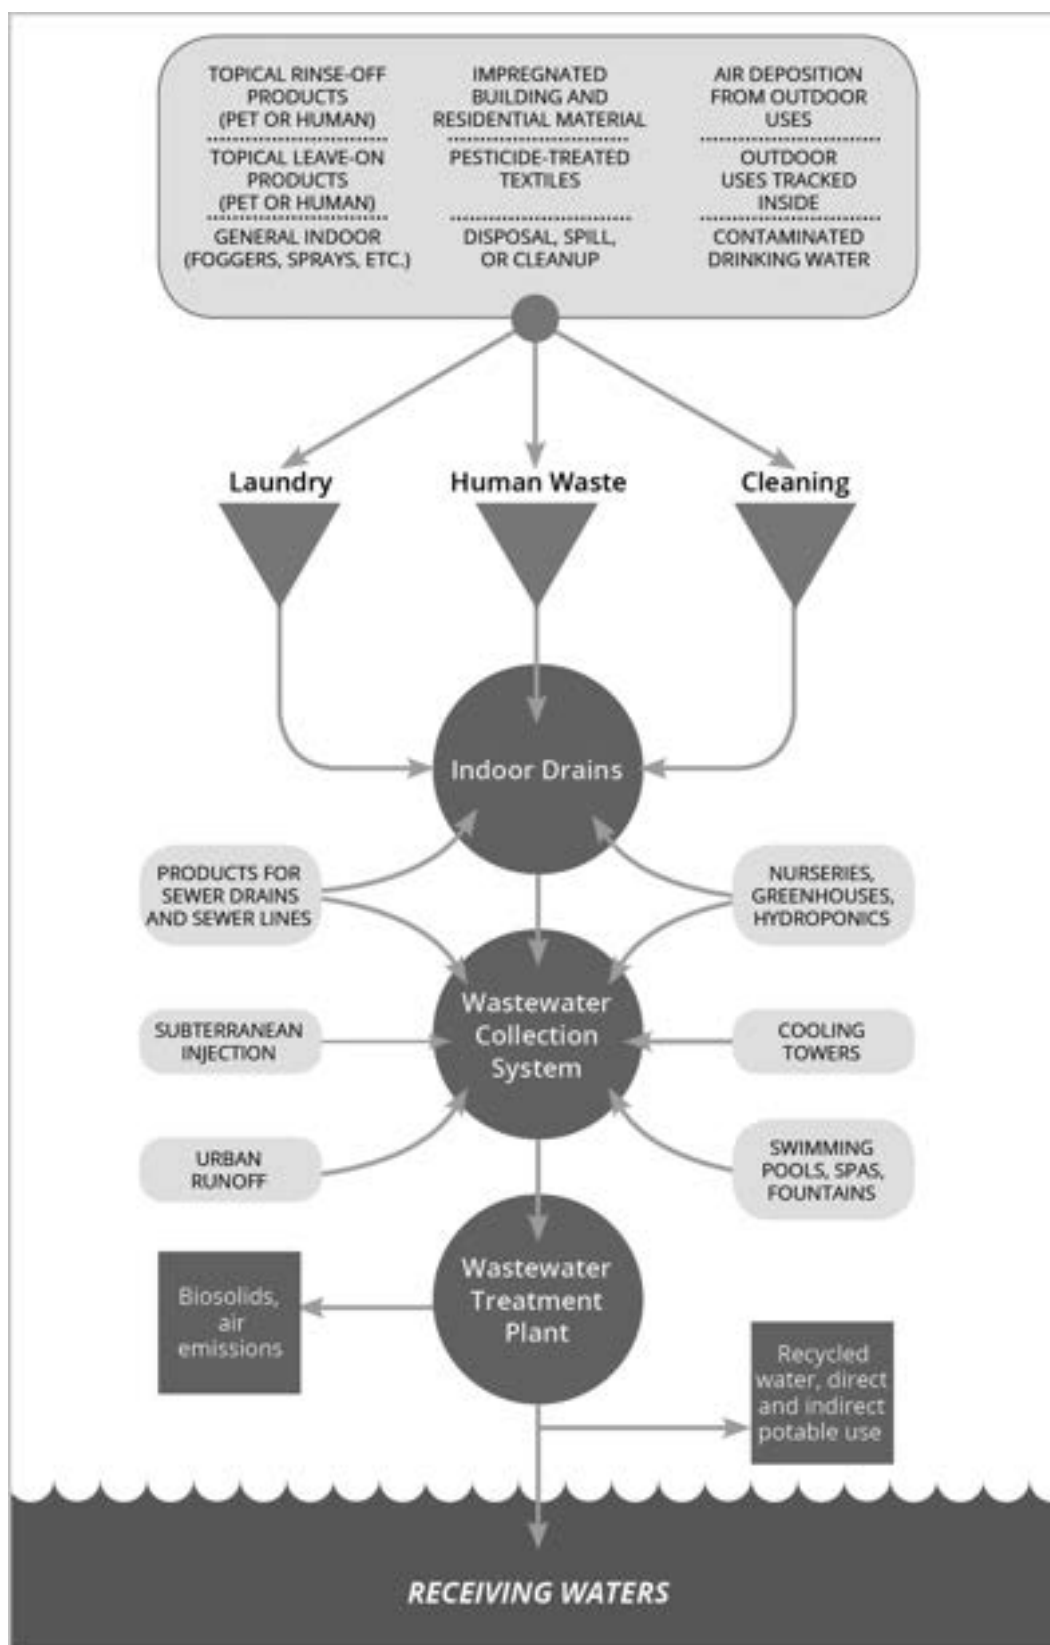 TOPICAL RINSE-OFF
PRODUCTS
(PET OR HUMAN)
TOPICAL LEAVE-ON
PRODUCTS
(PET OR HUMAN)
GENERAL INDOOR
(FOGGERS, SPRAYS, ETC.)
IMPREGNATED
BUILDING AND
RESIDENTIAL MATERIAL
PESTICIDE-TREATED
TEXTILES
DISPOSAL, SPILL,
OR CLEANUP
AIR DEPOSITION
FROM OUTDOOR
USES
OUTDOOR
USES TRACKED
INSIDE
CONTAMINATED
DRINKING WATER
Laundry
Human Waste
Cleaning
Indoor Drains
PRODUCTS FOR
SEWER DRAINS
AND SEWER LINES
NURSERIES,
GREENHOUSES,
HYDROPONICS
Wastewater
Collection
System
SUBTERRANEAN
INJECTION
COOLING
TOWERS
URBAN
RUNOFF
SWIMMING
POOLS, SPAS,
FOUNTAINS
Wastewater
Treatment
Plant
Biosolids,
air
emissions
Recycled
water, direct
and indirect
potable use
RECEIVING WATERS